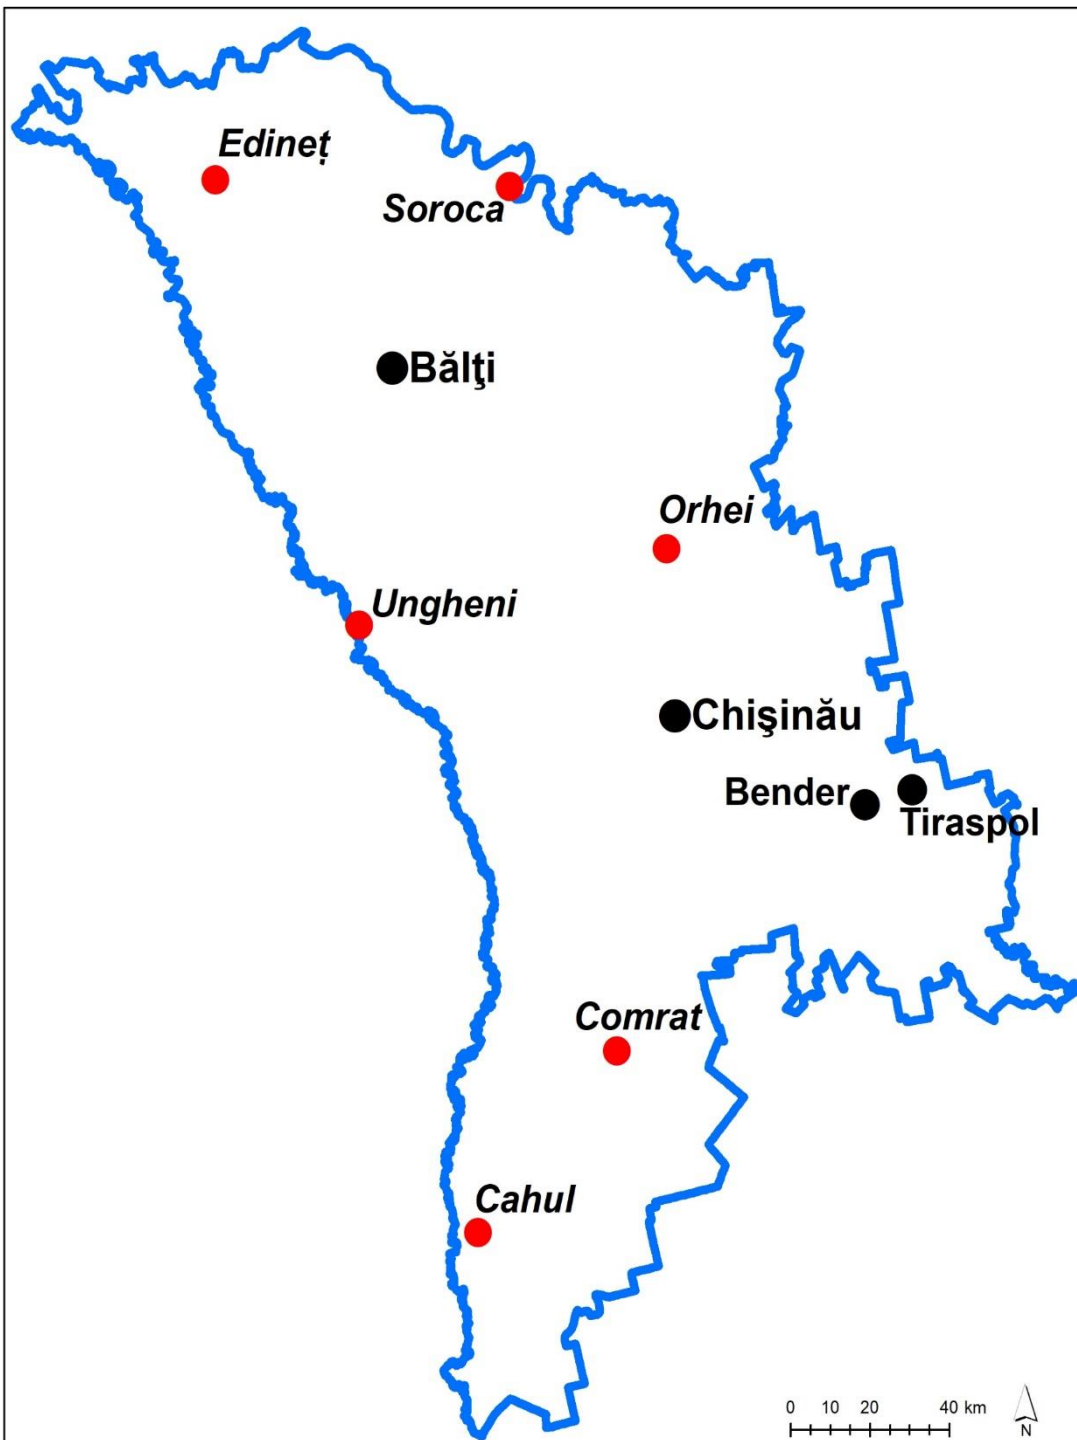 Edineț
Soroca
Bălţi
Orhei
Ungheni
Chişinău
Bender
Tiraspol
Comrat
Cahul
0 10 20 40 km
N